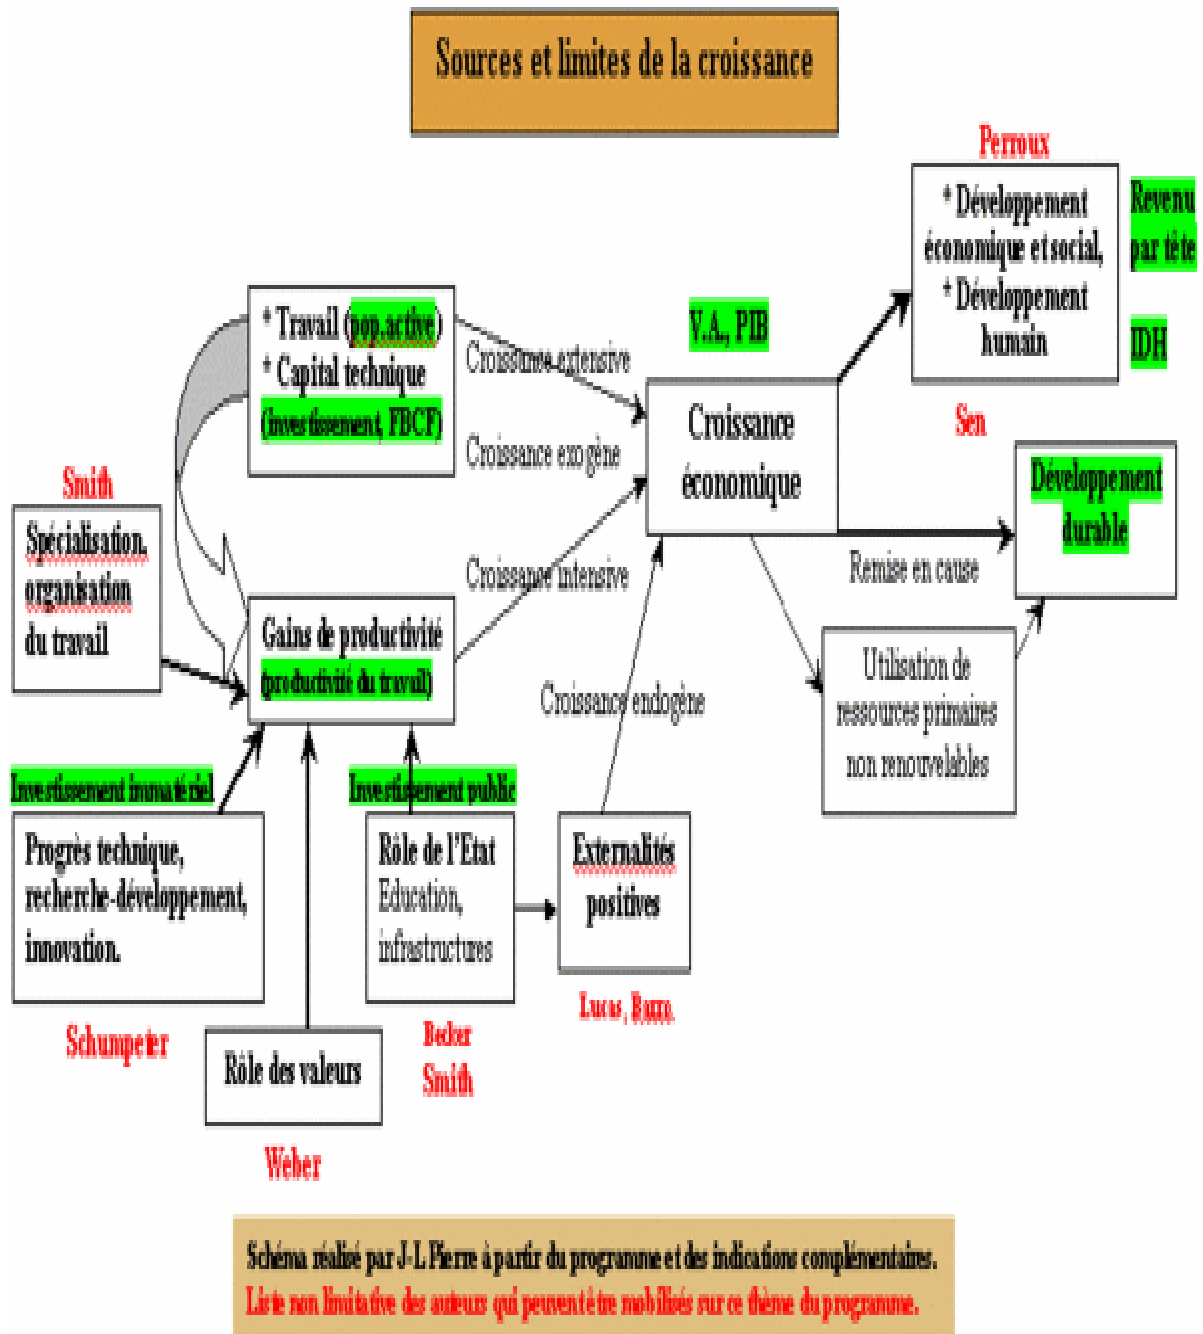 Sources et limites de la croissance
Perroux
* Développement
économique et social,
* Développement
humain
Revenu
par tête
IDH
Sen
* Travail (pop.active)
* Capital technique
(investissement, FBCF)
Croissance extensive
Croissance exogène
Croissance intensive
V.A., PIB
Croissance
économique
Développement
durable
Remise en cause
Utilisation de
ressources primaires
non renouvelables
Smith
Spécialisation,
organisation
du travail
Gains de productivité
(productivité du travail)
Croissance endogène
Investissement immatériel
Progrès technique,
recherche-développement,
innovation.
Schumpeter
Investissement public
Rôle de l'Etat
Education,
infrastructures
Becker
Smith
Externalités
positives
Lucas, Barro.
Rôle des valeurs
Weber
Schéma réalisé par J-L Pierre à partir du programme et des indications complémentaires.
Liste non limitative des auteurs qui peuvent être mobilisés sur ce thème du programme.